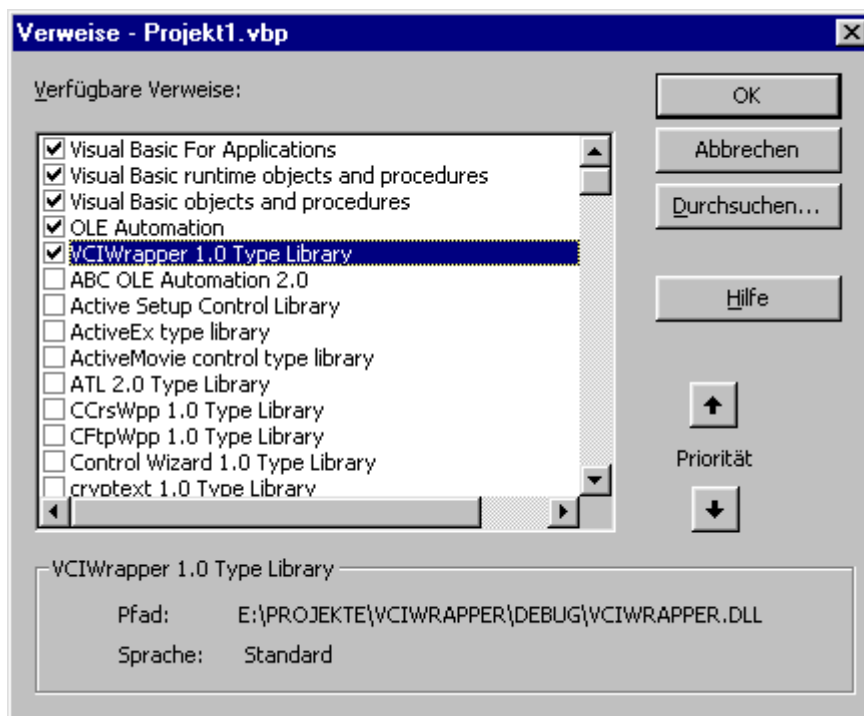 Verweise - Projekt1.vbp
Verfügbare Verweise:
OK
Visual Basic For Applications
Abbrechen
Visual Basic runtime objects and procedures
Visual Basic objects and procedures
Durchsuchen...
OLE Automation
VCIWrapper 1.0 Type Library
ABC OLE Automation 2.0
Hilfe
Active Setup Control Library
ActiveEx type library
ActiveMovie control type library
ATL 2.0 Type Library
CCrsWpp 1.0 Type Library
CFtpWpp 1.0 Type Library
Priorität
Control Wizard 1.0 Type Library
cryptext 1.0 Type Library
VCIWrapper 1.0 Type Library
Pfad: E:\PROJEKTE\VCIWRAPPER\DEBUG\VCIWRAPPER.DLL
Sprache: Standard